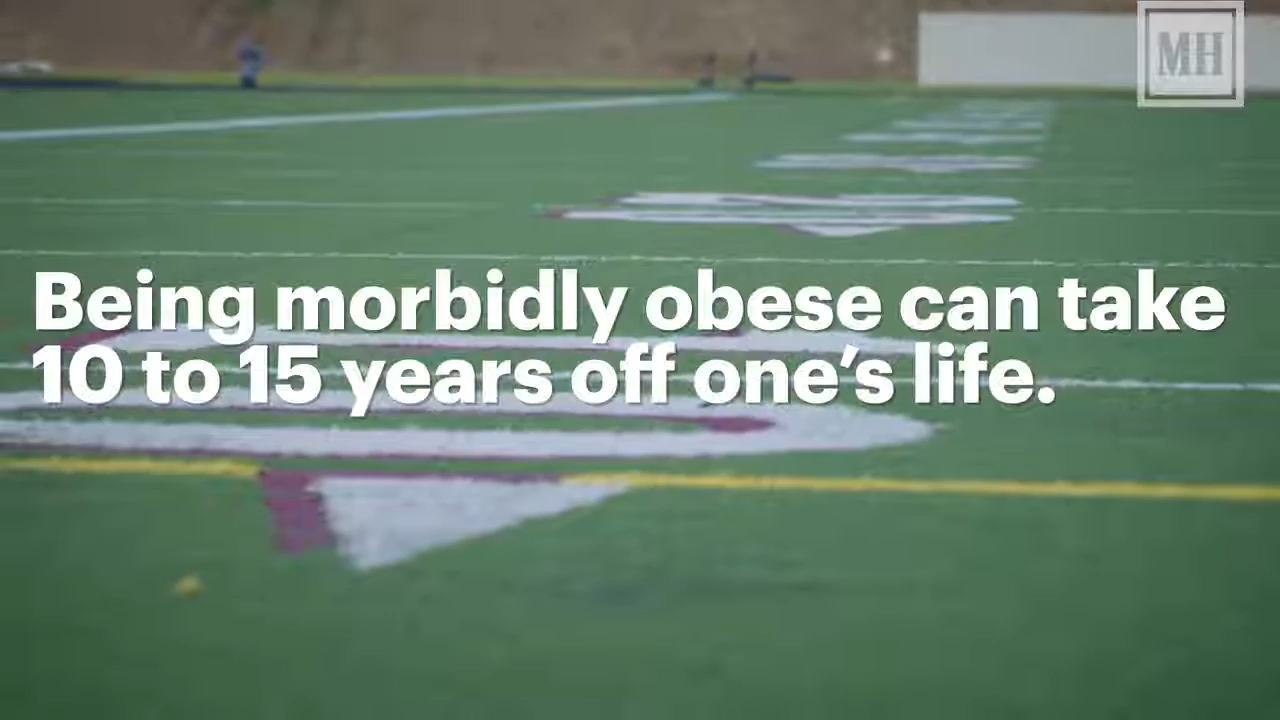 MH
Being morbidly obese can take
10 to 15 years off one’s life.